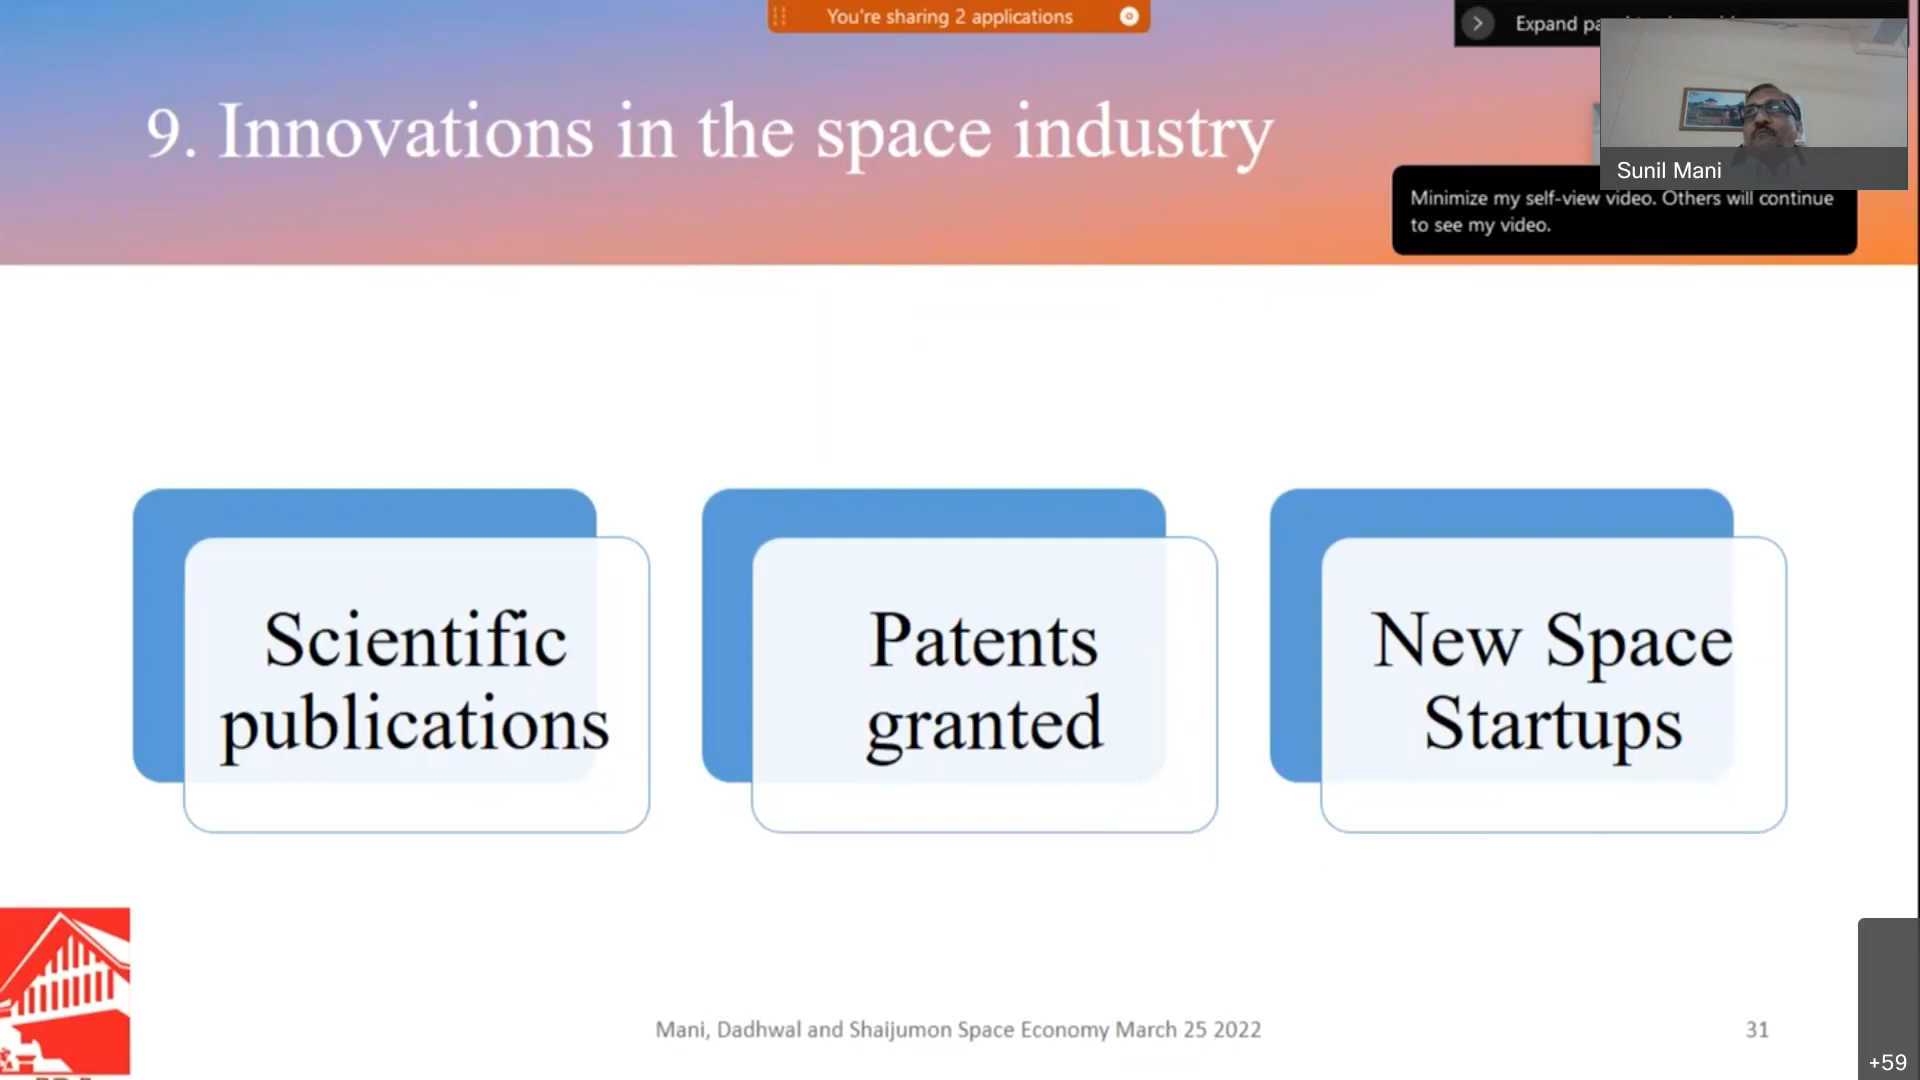 You're sharing 2 applications
Expand
9. Innovations in the space industry
Sunil Mani
Minimize my self-view video. Others will continue
to see my video.
Scientific
publications
Patents
granted
New Space
Startups
Mani, Dadhwal and Shaijumon Space Economy March 25 2022
31
+59